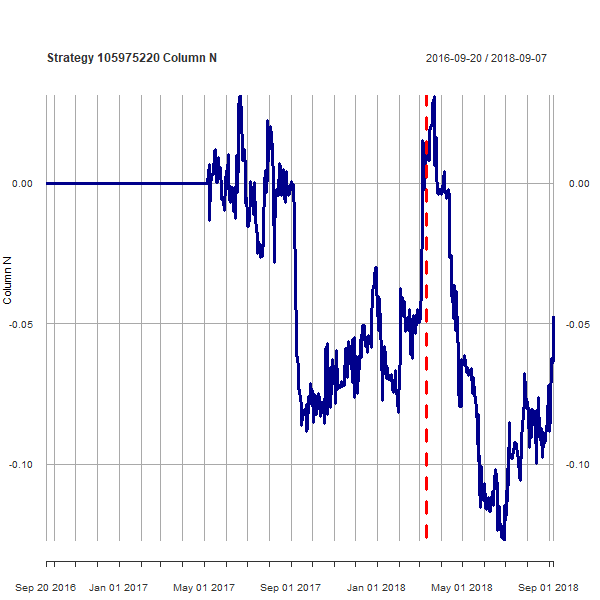 Strategy 105975220 Column N
2016-09-20 / 2018-09-07
0.00
0.00
Column N
-0.05
-0.05
-0.10
-0.10
Sep 20 2016
Jan 01 2017
May 01 2017
Sep 01 2017
Jan 01 2018
May 01 2018
Sep 01 2018